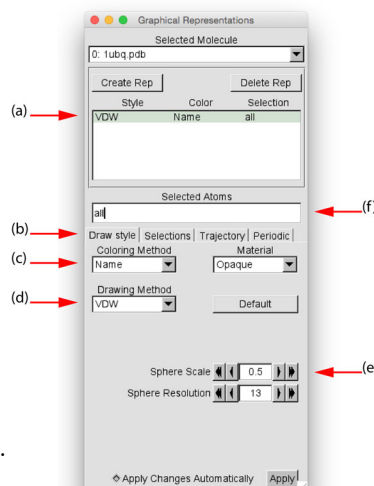 Graphical Representations
Selected Molecule
0: 1ubq.pdb
Create Rep Delete Rep
Style Color Selection
(a) VDW Name all
Selected Atoms
all (f)
(b) Draw style Selections Trajectory Periodic
Coloring Method Material
(c) Name Opaque
Drawing Method
(d) VDW Default
Sphere Scale 0.5 (e
Sphere Resolution 13
.
Apply Changes Automatically Apply